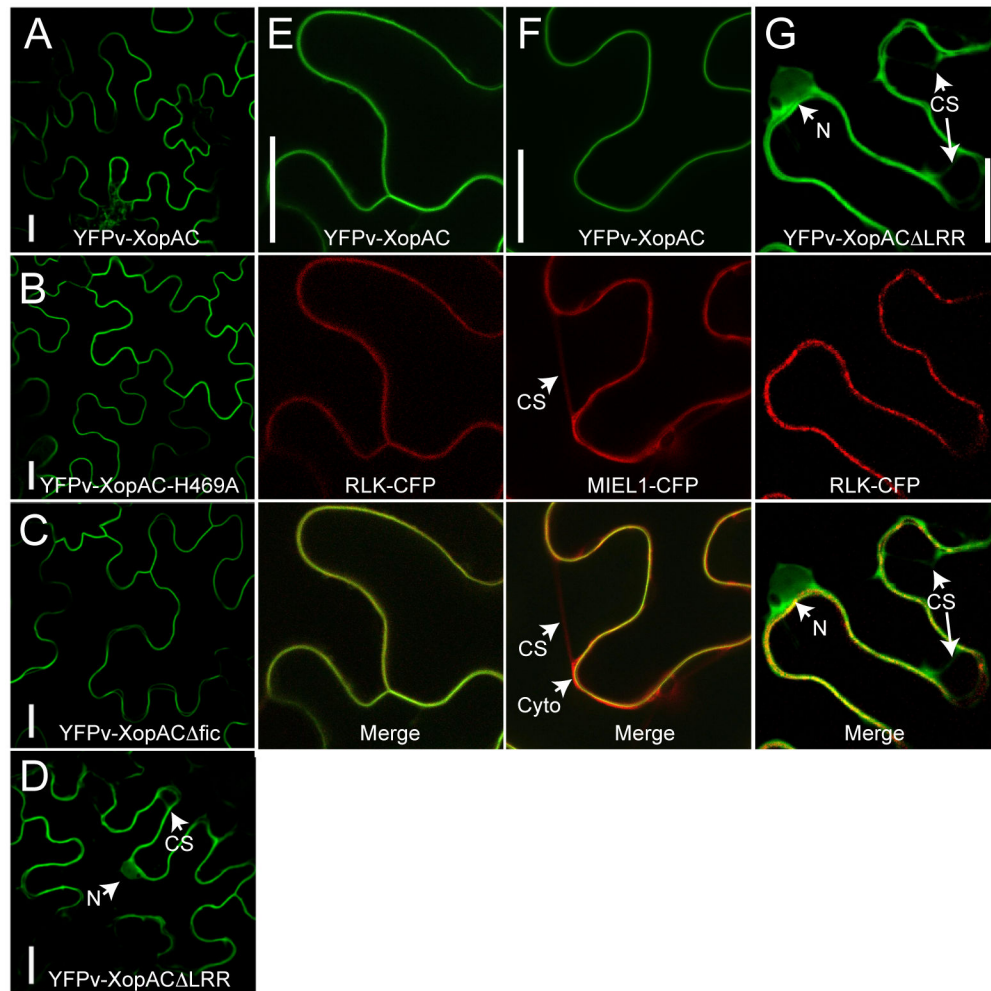 A
YFPv-XopAC
B
YFPv-XopAC-H469A
C
YFPv-XopACΔfic
D
CS
N
YFPv-XopACΔLRR
E
YFPv-XopAC
RLK-CFP
Merge
F
YFPv-XopAC
CS
MIEL1-CFP
CS
Cyto
Merge
G
CS
N
YFPv-XopACΔLRR
RLK-CFP
CS
N
Merge